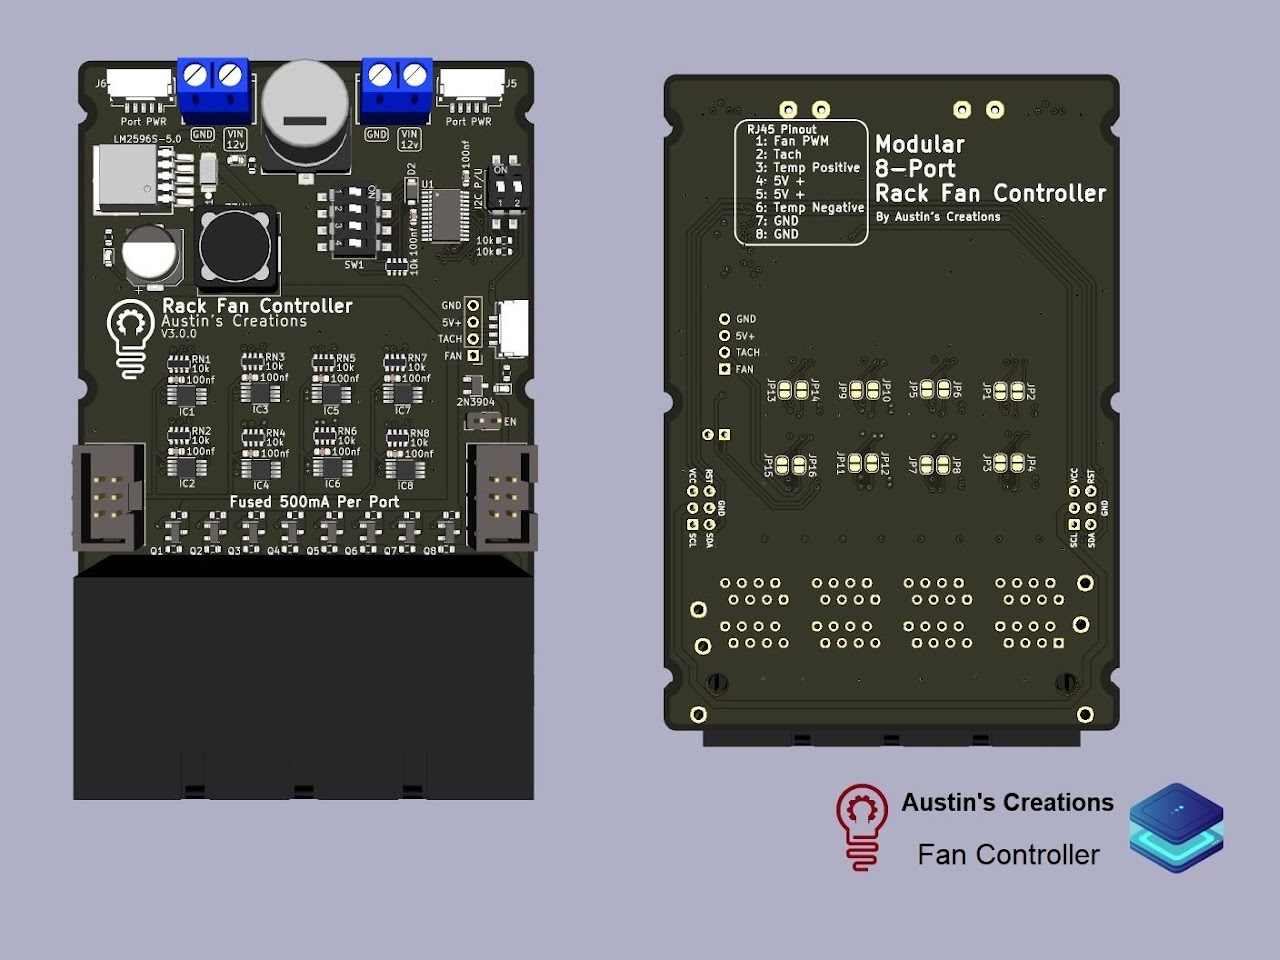 J6
J5
Port PWR
Port PWR
GND
VIN
12v
GND
VIN
12v
LM2596S-5.0
100nf
D2
U1
I2C P/U
ON
1 2
ON
1
2
3
4
SW1
100nf
10k
10k
10k
Rack Fan Controller
Austin's Creations
V3.0.0
GND
5V+
TACH
FAN
2N3904
EN
RN1
10k
100nf
IC1
RN3
10k
100nf
IC3
RN5
10k
100nf
IC5
RN7
10k
100nf
IC7
RN2
10k
100nf
IC2
RN4
10k
100nf
IC4
RN6
10k
100nf
IC6
RN8
10k
100nf
IC8
Fused 500mA Per Port
Q1 Q2 Q3 Q4 Q5 Q6 Q7 Q8
RJ45 Pinout
1: Fan PWM
2: Tach
3: Temp Positive
4: 5V +
5: 5V +
6: Temp Negative
7: GND
8: GND
Modular
8-Port
Rack Fan Controller
By Austin's Creations
GND
5V+
TACH
FAN
JP13 JP14 JP9 JP10 JP5 JP6 JP1 JP2
JP15 JP16 JP11 JP12 JP7 JP8 JP3 JP4
VCC RST
GND
SCL SDA
VCC RST
GND
SCL SDA
Austin's Creations
Fan Controller